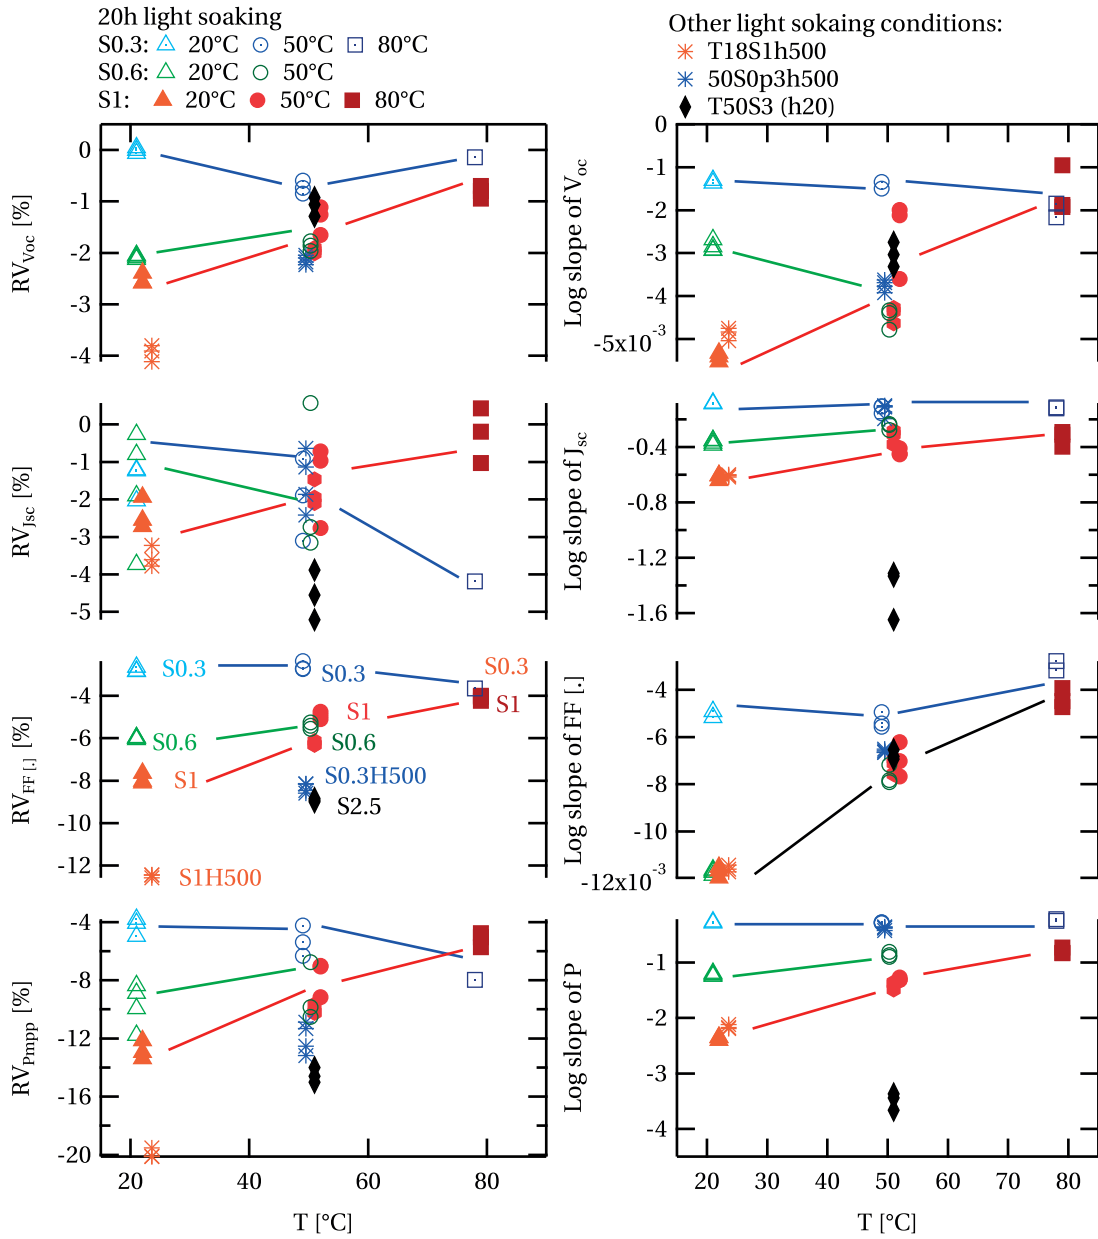 20h light soaking
S0.3: 20°C 50°C 80°C
S0.6: 20°C 50°C
S1: 20°C 50°C 80°C
Other light sokaing conditions:
T18S1h500
50S0p3h500
T50S3 (h20)
RV_Voc [%]
0
-1
-2
-3
-4
Log slope of V_oc
0
-1
-2
-3
-4
-5x10^-3
RV_Jsc [%]
0
-1
-2
-3
-4
-5
Log slope of J_sc
-0.4
-0.8
-1.2
-1.6
RV_FF [.] [%]
-4
-6
-8
-10
-12
S0.3
S0.3
S0.3
S1
S1
S0.6
S0.6
S1
S0.3H500
S2.5
S1H500
Log slope of FF [.]
-4
-6
-8
-10
-12x10^-3
RV_Pmpp [%]
-4
-8
-12
-16
-20
20 40 60 80
T [°C]
Log slope of P
-1
-2
-3
-4
20 30 40 50 60 70 80
T [°C]